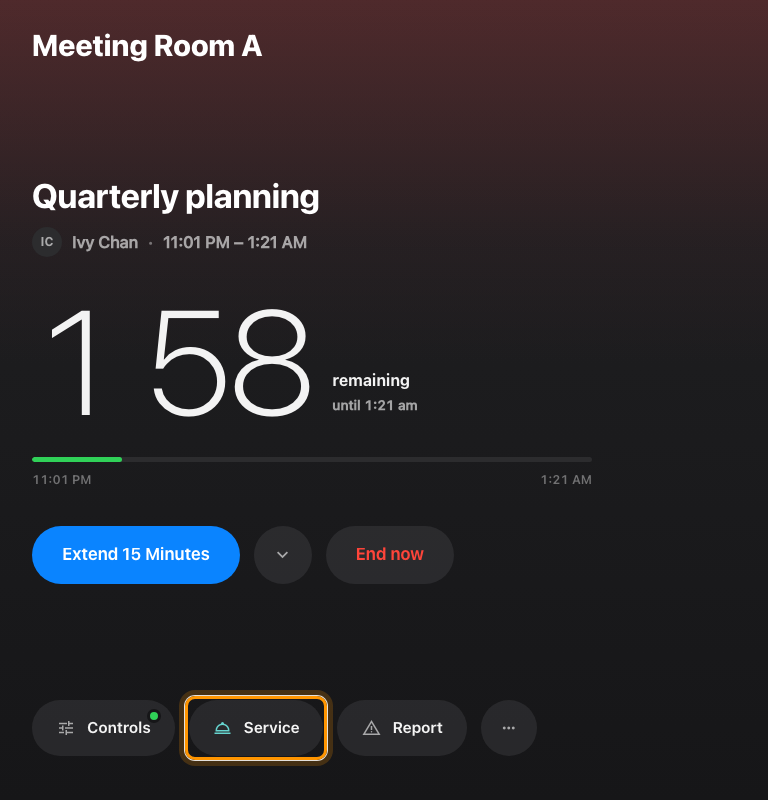 Meeting Room A
Quarterly planning
IC Ivy Chan · 11:01 PM – 1:21 AM
1 58 remaining
until 1:21 am
11:01 PM 1:21 AM
Extend 15 Minutes End now
Controls Service Report